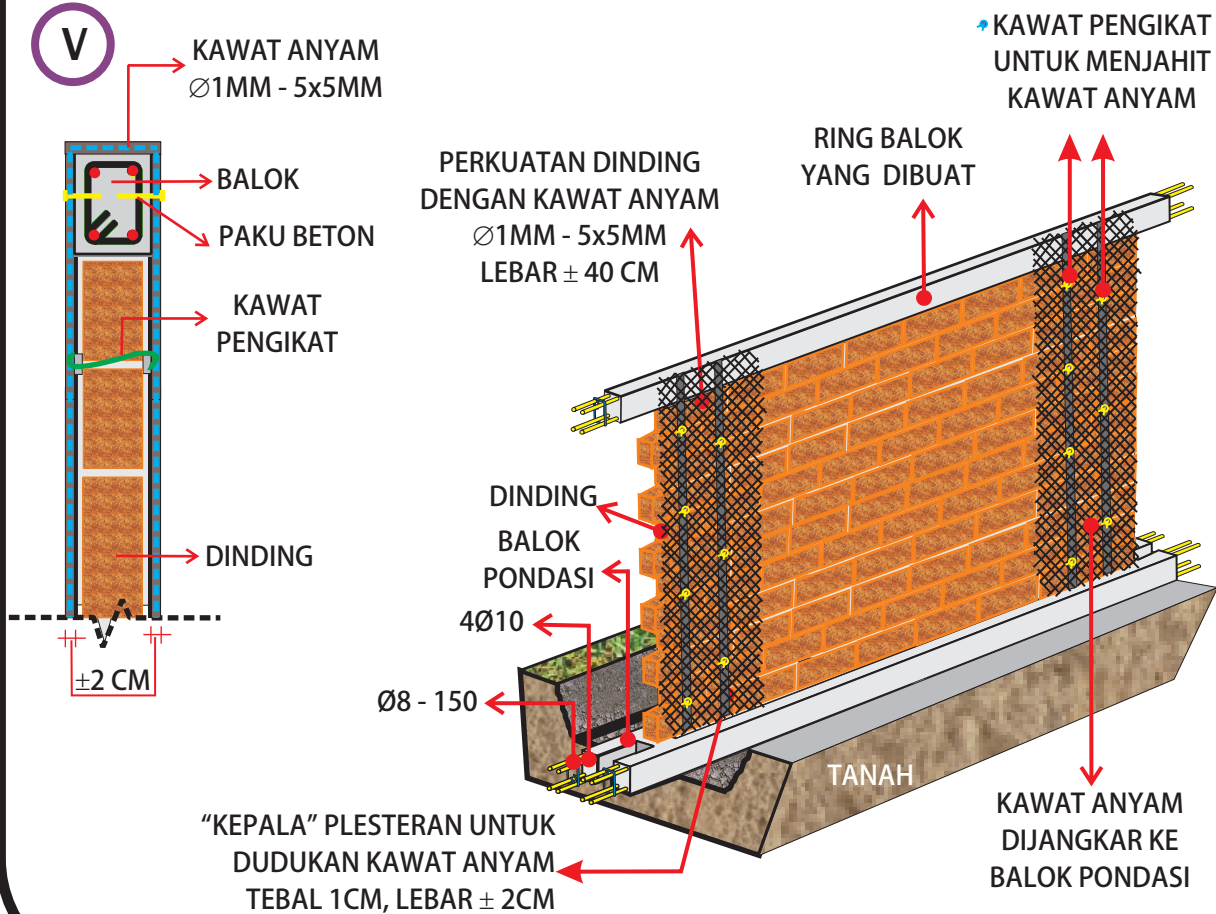 V
KAWAT ANYAM
∅1MM - 5x5MM
BALOK
PAKU BETON
KAWAT
PENGIKAT
DINDING
±2 CM
PERKUATAN DINDING
DENGAN KAWAT ANYAM
∅1MM - 5x5MM
LEBAR ± 40 CM
RING BALOK
YANG DIBUAT
KAWAT PENGIKAT
UNTUK MENJAHIT
KAWAT ANYAM
DINDING
BALOK
PONDASI
4Ø10
Ø8 - 150
TANAH
"KEPALA" PLESTERAN UNTUK
DUDUKAN KAWAT ANYAM
TEBAL 1CM, LEBAR ± 2CM
KAWAT ANYAM
DIJANGKAR KE
BALOK PONDASI